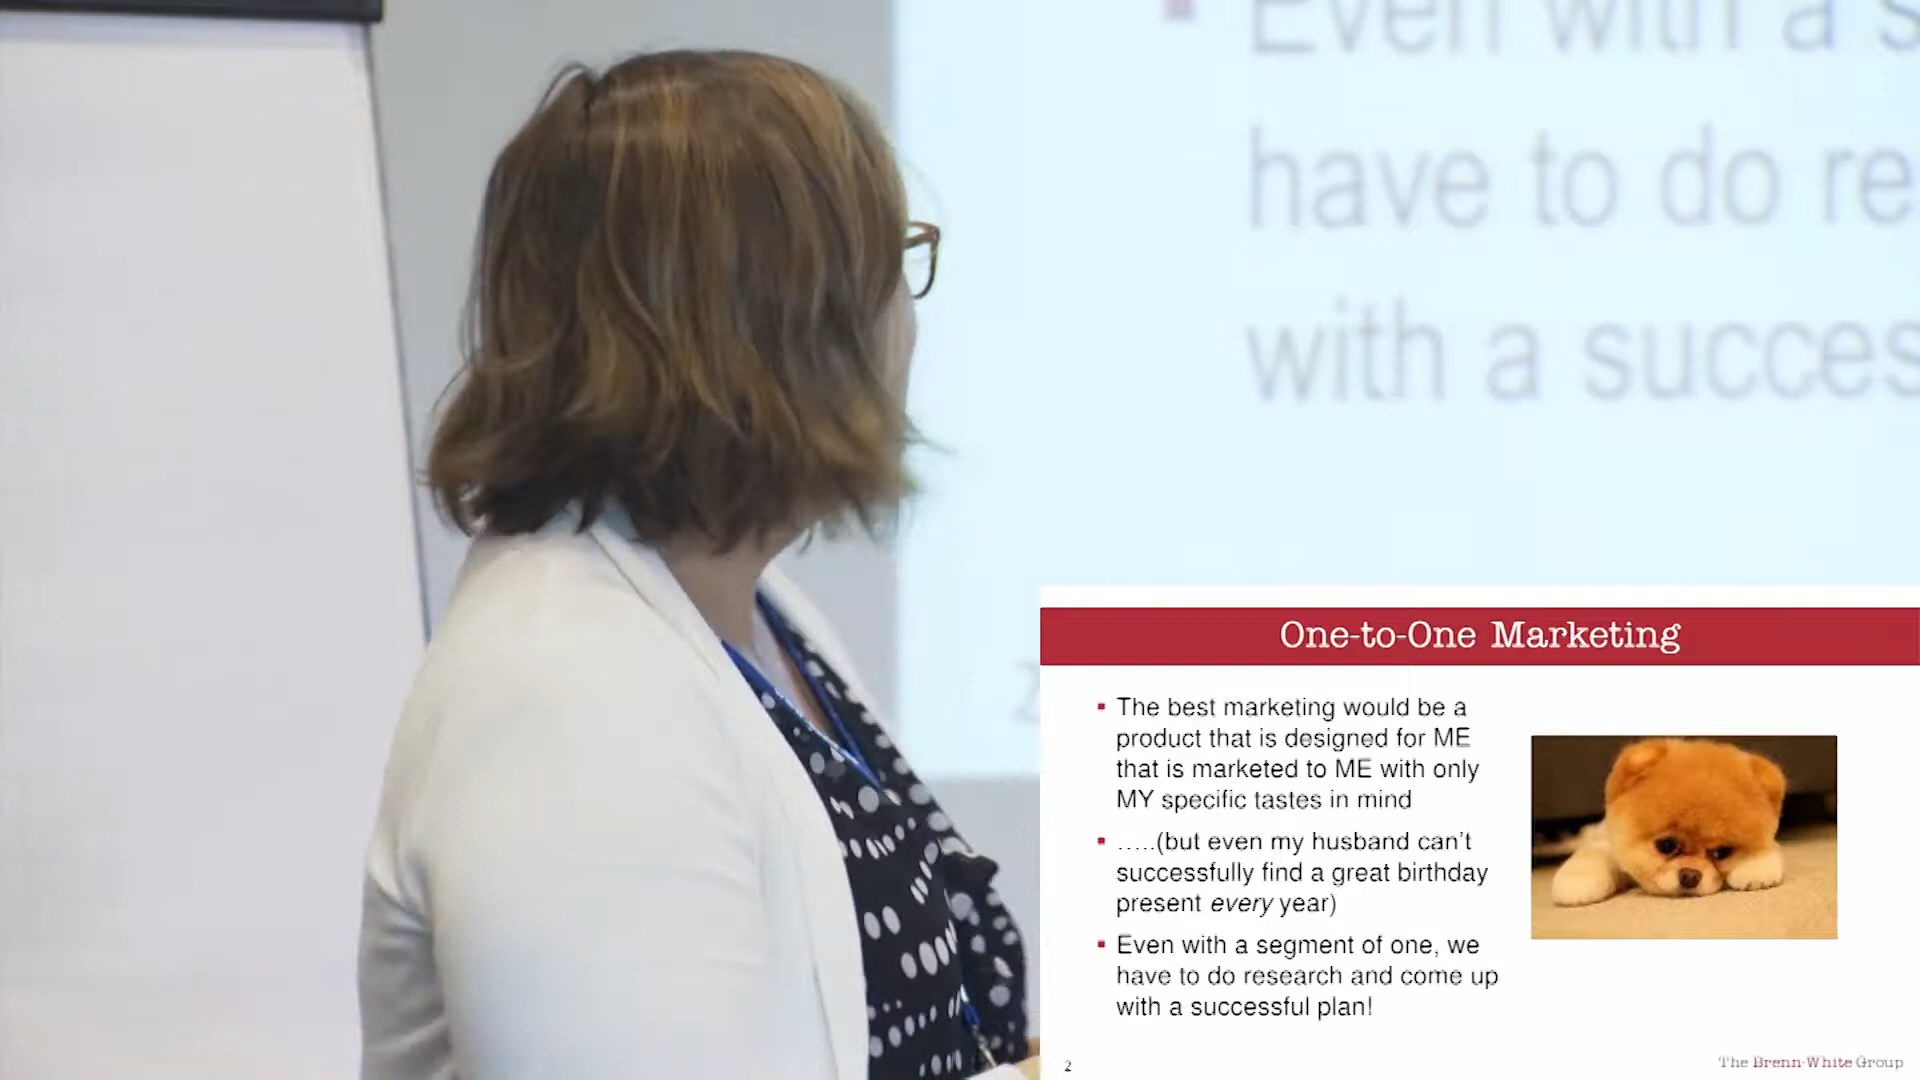 Even with a s
have to do re
with a succes
One-to-One Marketing
▪ The best marketing would be a
product that is designed for ME
that is marketed to ME with only
MY specific tastes in mind
▪ …..(but even my husband can't
successfully find a great birthday
present every year)
▪ Even with a segment of one, we
have to do research and come up
with a successful plan!
2
The Brenn-White Group